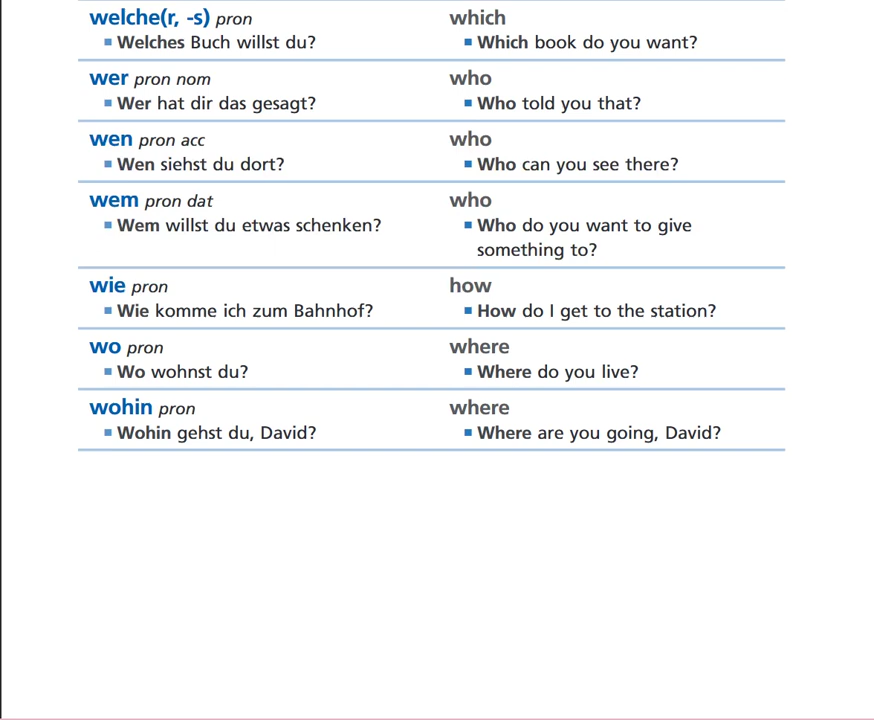 welche(r, -s) pron which
▪ Welches Buch willst du? ▪ Which book do you want?
wer pron nom who
▪ Wer hat dir das gesagt? ▪ Who told you that?
wen pron acc who
▪ Wen siehst du dort? ▪ Who can you see there?
wem pron dat who
▪ Wem willst du etwas schenken? ▪ Who do you want to give
something to?
wie pron how
▪ Wie komme ich zum Bahnhof? ▪ How do I get to the station?
wo pron where
▪ Wo wohnst du? ▪ Where do you live?
wohin pron where
▪ Wohin gehst du, David? ▪ Where are you going, David?